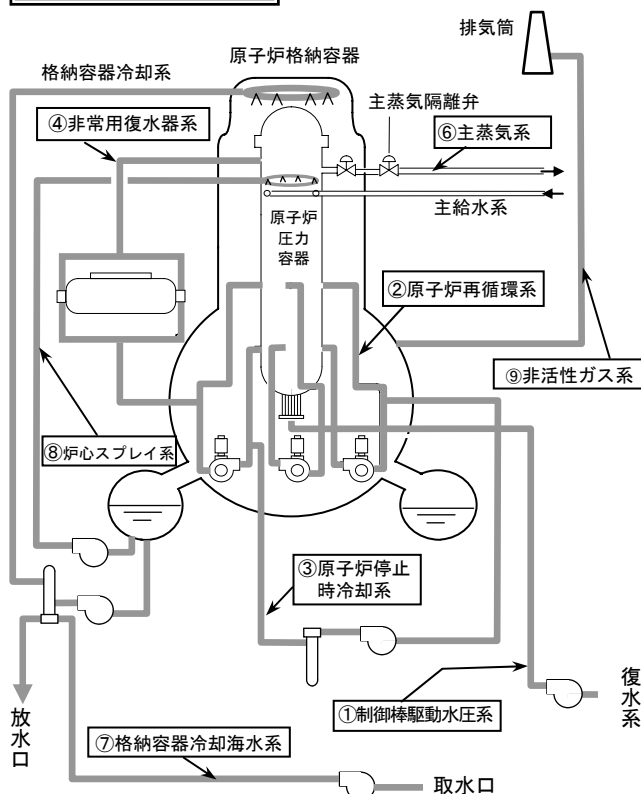 排気筒
原子炉格納容器
格納容器冷却系
主蒸気隔離弁
④非常用復水器系
⑥主蒸気系
主給水系
原子炉
圧力
容器
②原子炉再循環系
⑨非活性ガス系
⑧炉心スプレイ系
③原子炉停止
時冷却系
復水系
①制御棒駆動水圧系
放水口
⑦格納容器冷却海水系
取水口